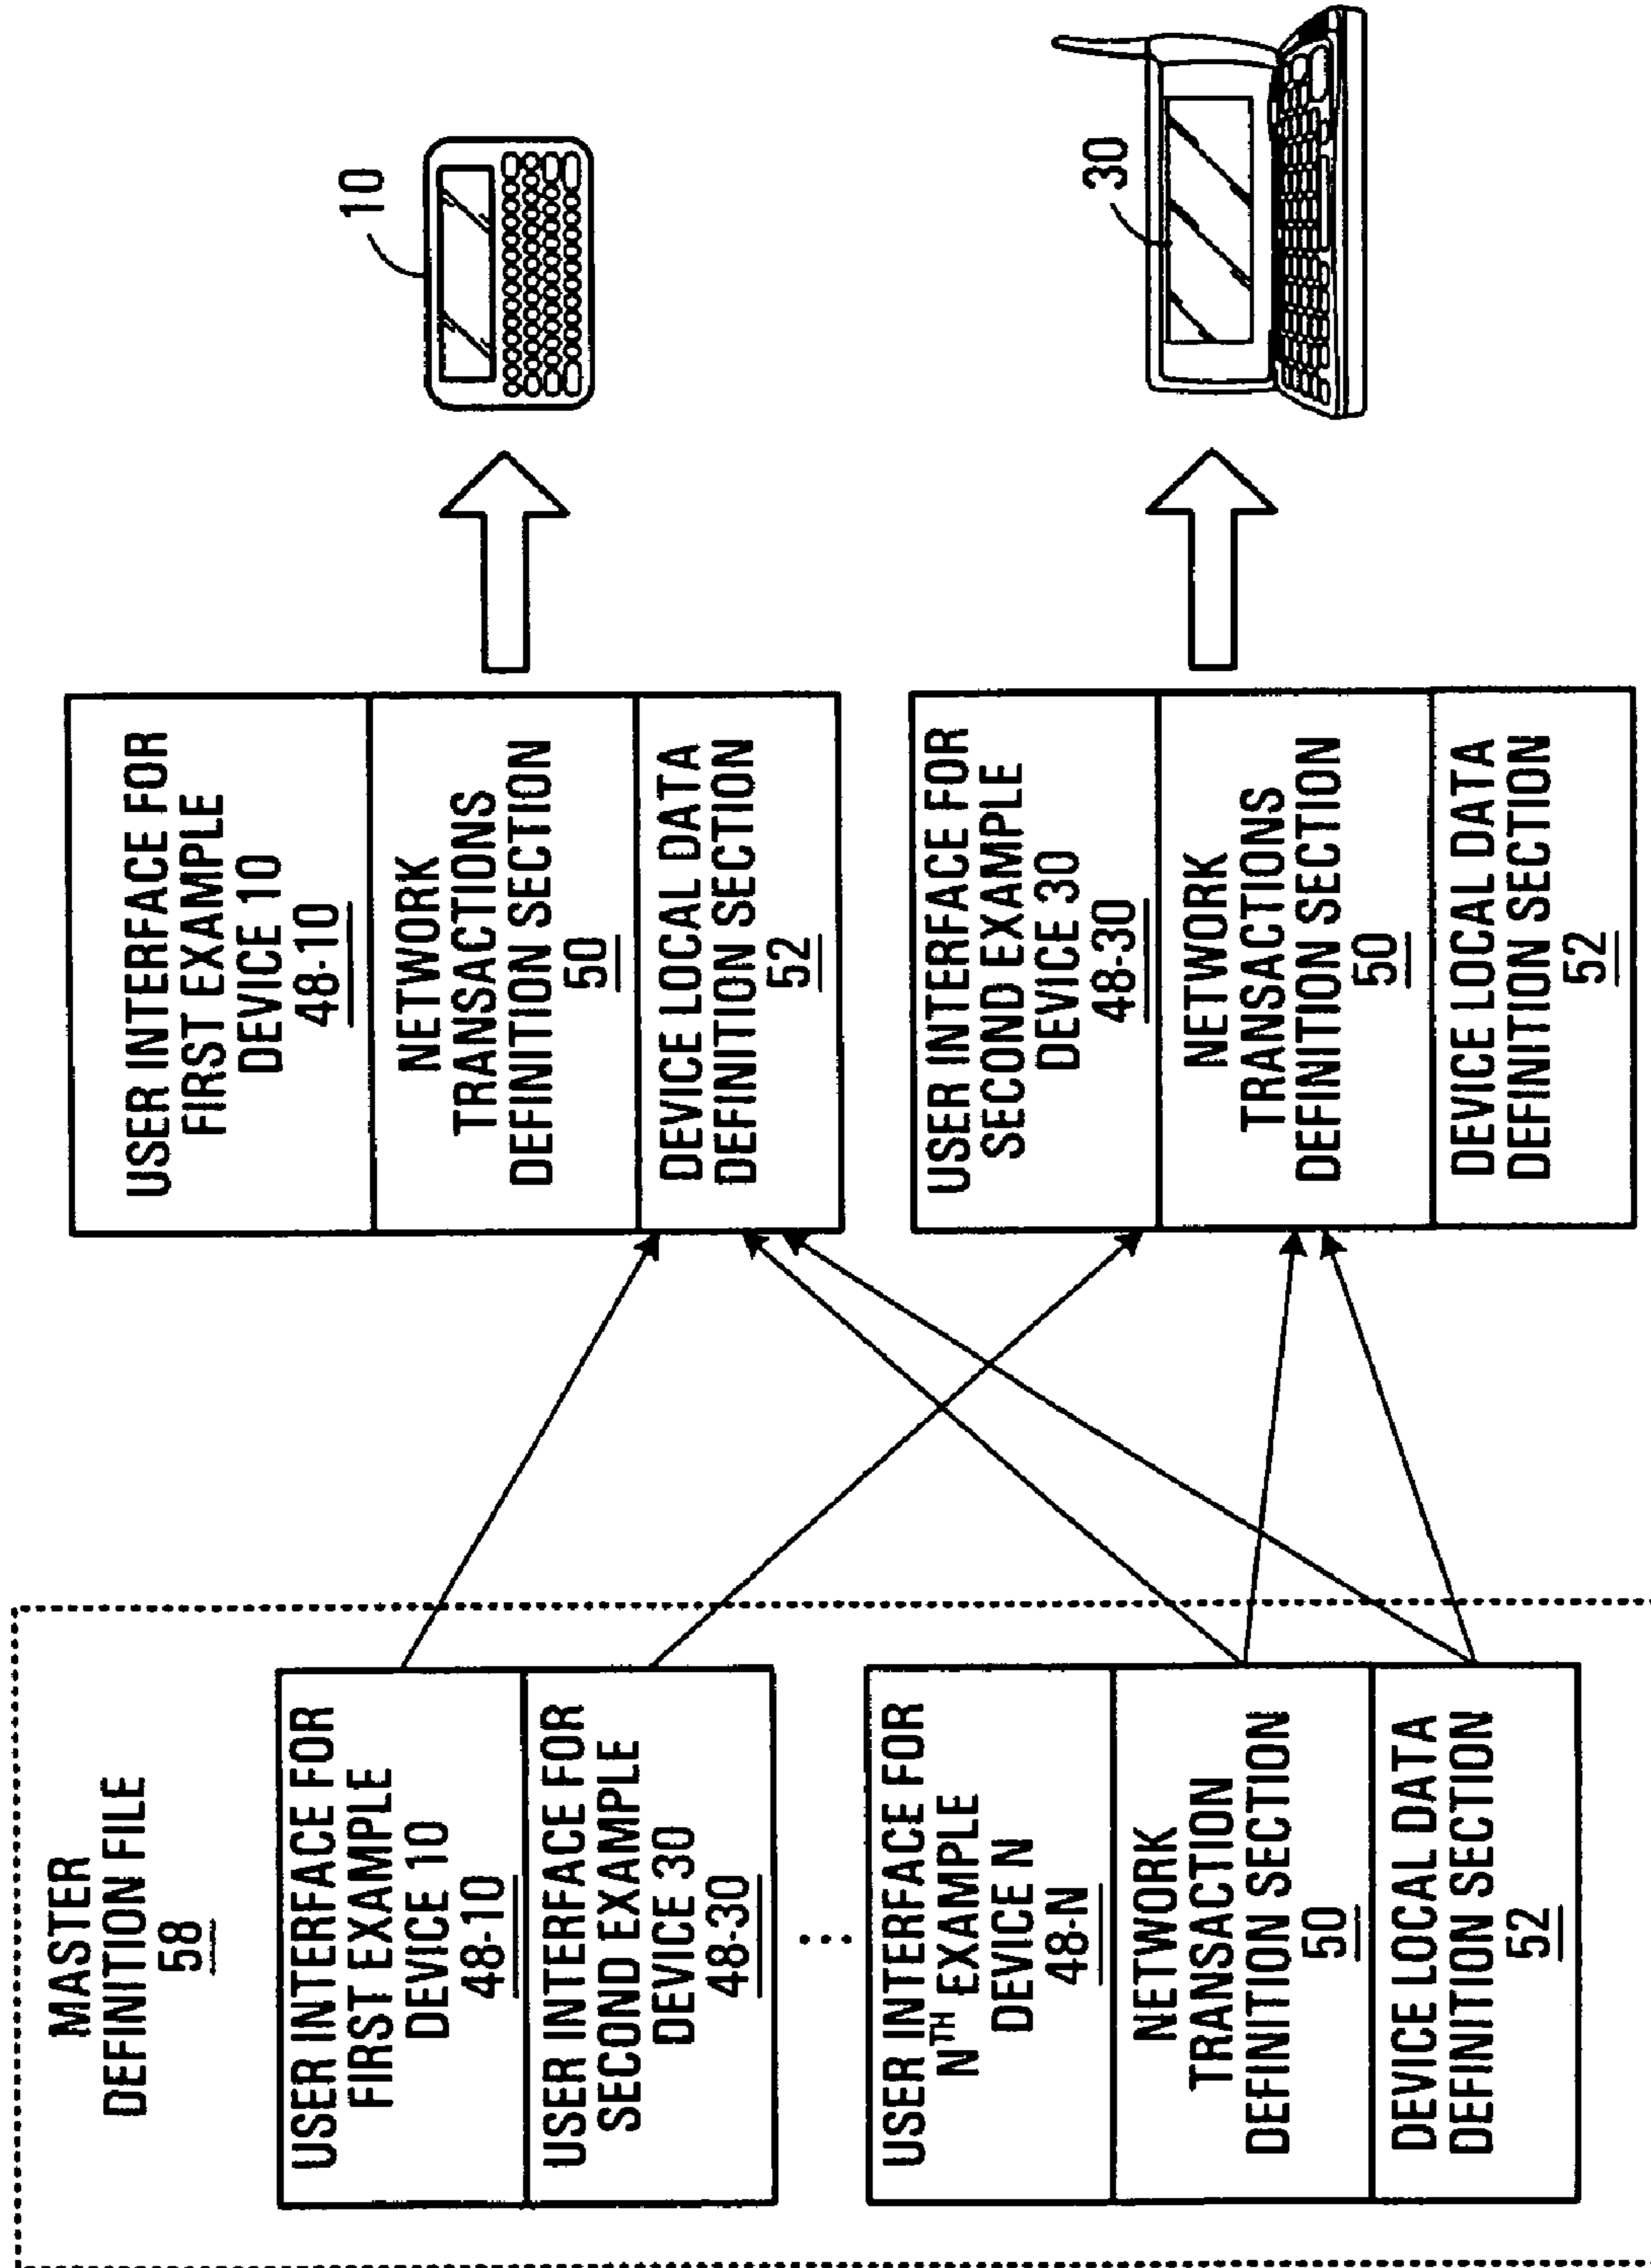 MASTER
DEFINITION FILE
58
USER INTERFACE FOR
FIRST EXAMPLE
DEVICE 10
48-10
USER INTERFACE FOR
SECOND EXAMPLE
DEVICE 30
48-30
⋮
USER INTERFACE FOR
NTH EXAMPLE
DEVICE N
48-N
NETWORK
TRANSACTION
DEFINITION SECTION
50
DEVICE LOCAL DATA
DEFINITION SECTION
52
USER INTERFACE FOR
FIRST EXAMPLE
DEVICE 10
48-10
NETWORK
TRANSACTIONS
DEFINITION SECTION
50
DEVICE LOCAL DATA
DEFINITION SECTION
52
USER INTERFACE FOR
SECOND EXAMPLE
DEVICE 30
48-30
NETWORK
TRANSACTIONS
DEFINITION SECTION
50
DEVICE LOCAL DATA
DEFINITION SECTION
52
10
30